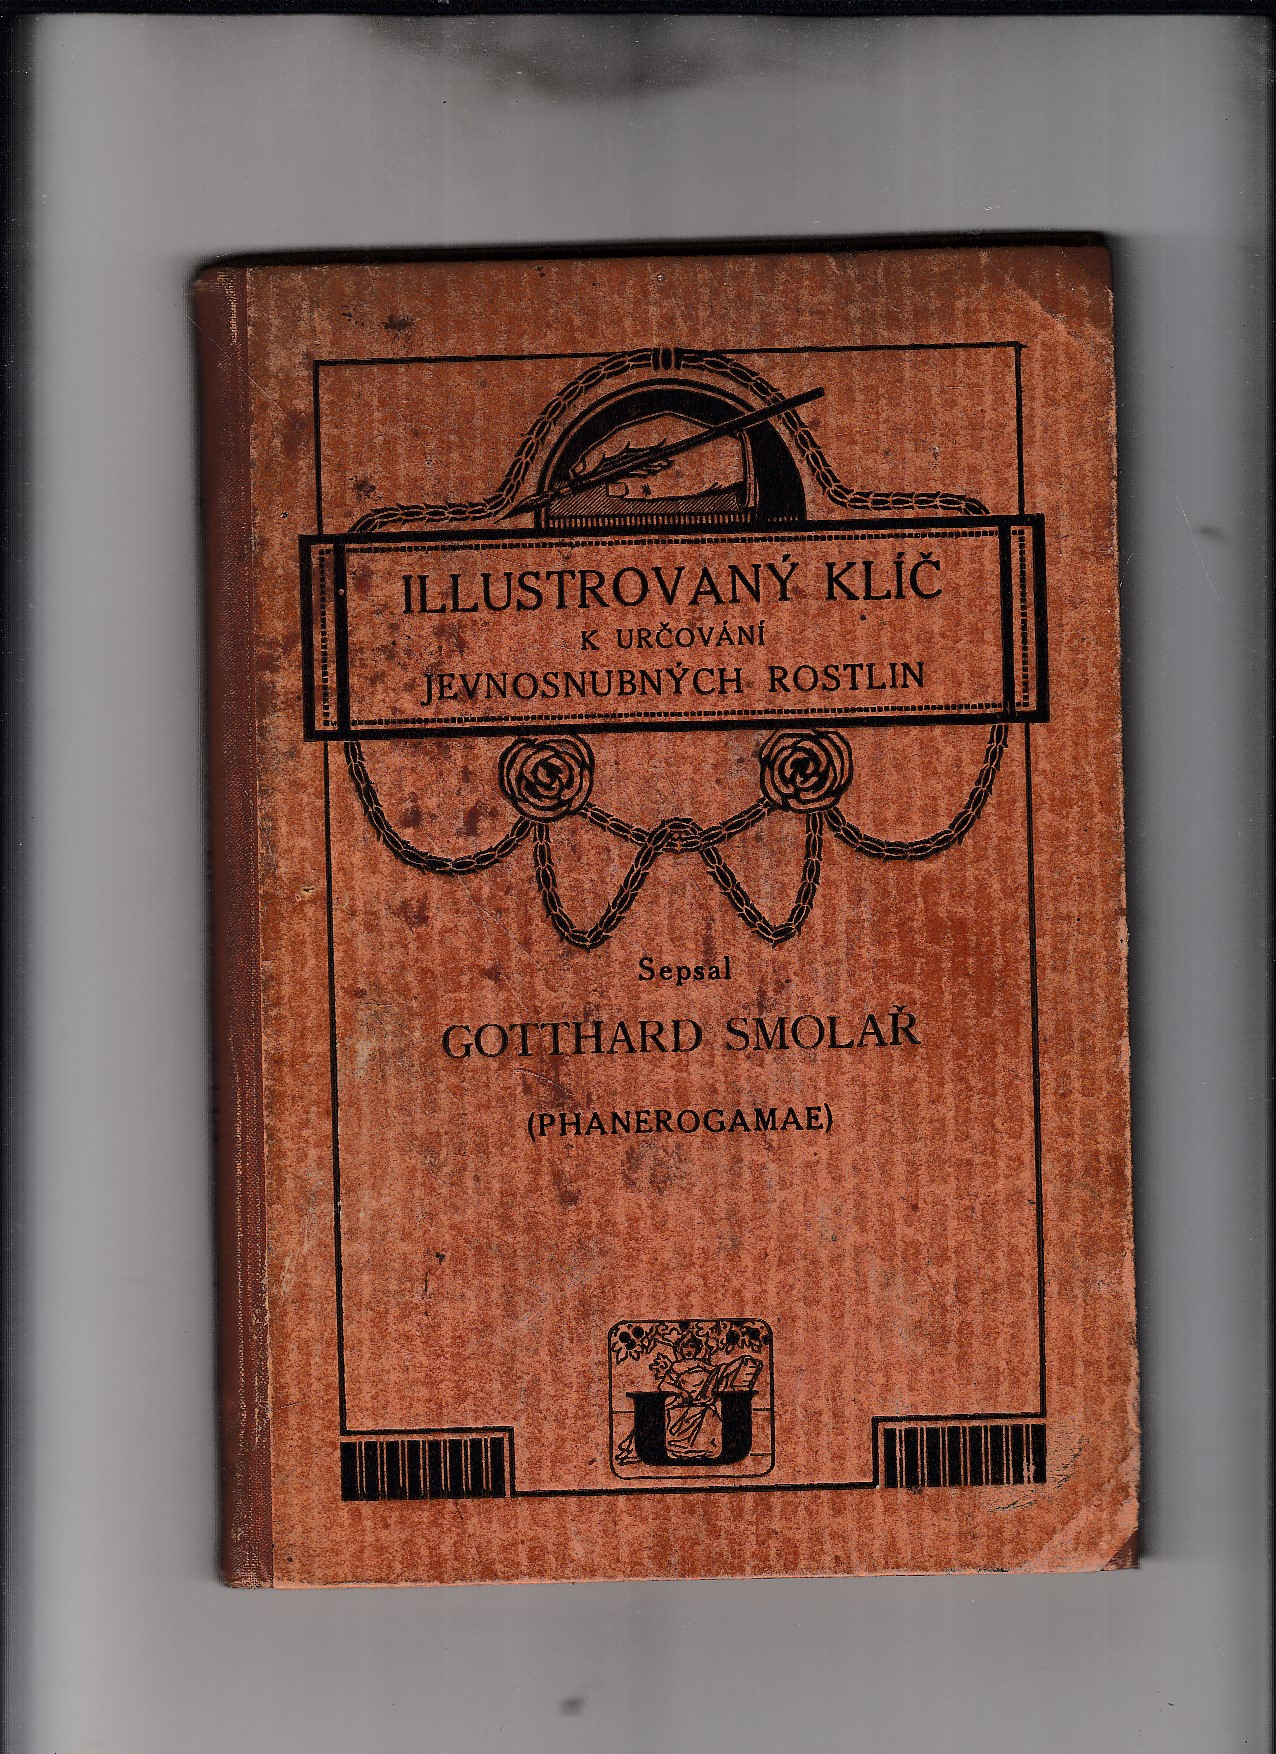 ILLUSTROVANÝ KLÍČ
K URČOVÁNÍ
JEVNOSNUBNÝCH ROSTLIN
Sepsal
GOTTHARD SMOLAŘ
(PHANEROGAMAE)
U